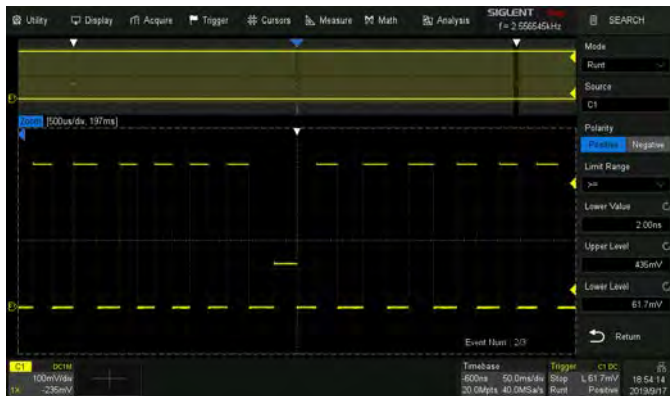 Utility Display Acquire Trigger Cursors Measure Math Analysis
SIGLENT
f = 2.556545kHz
SEARCH
Mode
Runt
Source
C1
Polarity
Positive Negative
Limit Range
>=
Lower Value
2.00ns
Upper Level
435mV
Lower Level
61.7mV
Return
Zoom [500us/div, 197ms]
Event Num : 2/3
C1 DC1M
100mV/div
1X -235mV
Timebase
-600ns 50.0ms/div
20.0Mpts 40.0MSa/s
Trigger C1 DC
Stop L 61.7mV
Runt Positive
18:54:14
2019/9/17